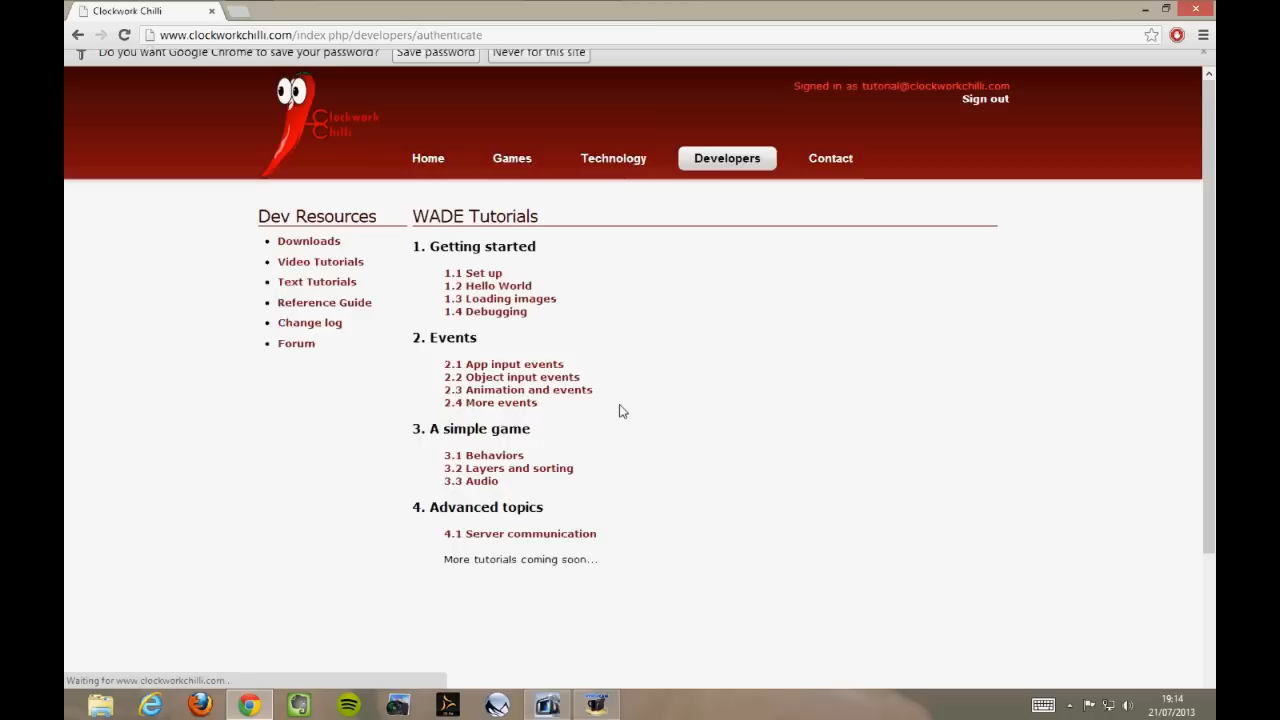 Clockwork Chilli
www.clockworkchilli.com/index.php/developers/authenticate
Do you want Google Chrome to save your password?
Save password
Never for this site
Clockwork
Chilli
Signed in as tutorial@clockworkchilli.com
Sign out
Home
Games
Technology
Developers
Contact
Dev Resources
Downloads
Video Tutorials
Text Tutorials
Reference Guide
Change log
Forum
WADE Tutorials
1. Getting started
1.1 Set up
1.2 Hello World
1.3 Loading images
1.4 Debugging
2. Events
2.1 App input events
2.2 Object input events
2.3 Animation and events
2.4 More events
3. A simple game
3.1 Behaviors
3.2 Layers and sorting
3.3 Audio
4. Advanced topics
4.1 Server communication
More tutorials coming soon...
Waiting for www.clockworkchilli.com...
19:14
21/07/2013